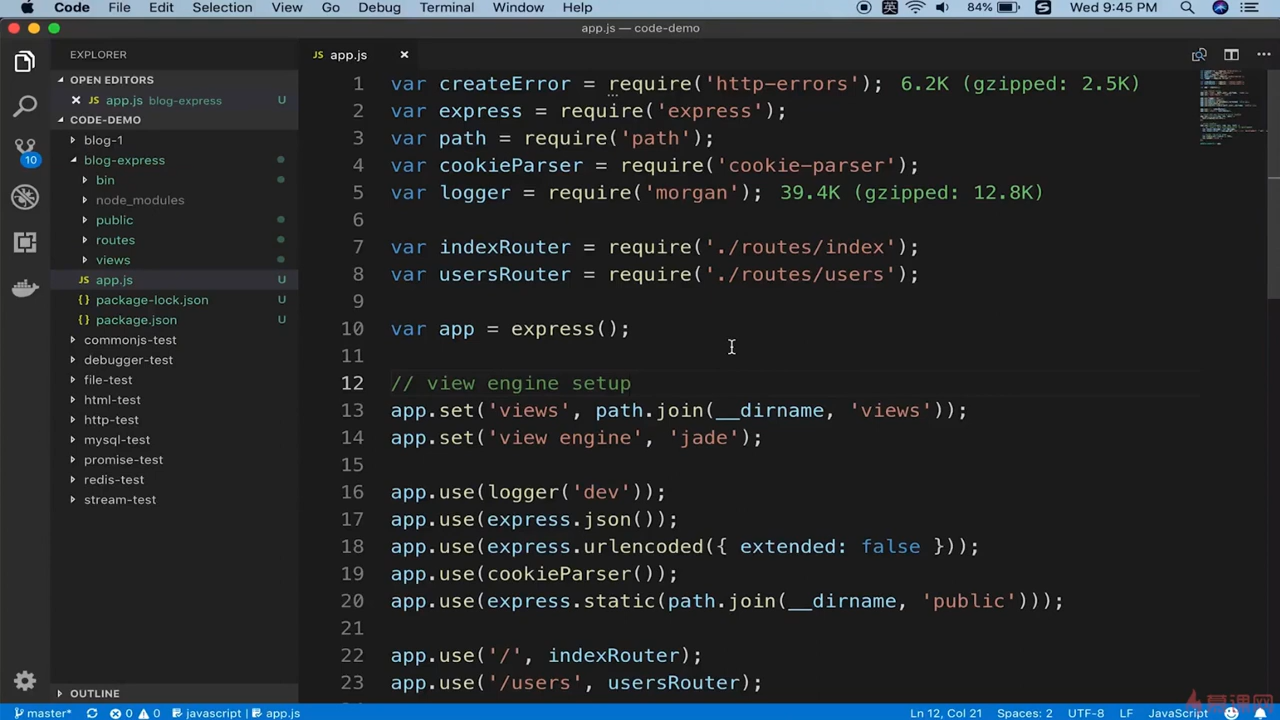 Code File Edit Selection View Go Debug Terminal Window Help 英 84% S Wed 9:45 PM
app.js — code-demo
EXPLORER
JS app.js ×
OPEN EDITORS
× JS app.js blog-express U
CODE-DEMO
blog-1
blog-express
bin
node_modules
public
routes
views
JS app.js U
{} package-lock.json U
{} package.json U
commonjs-test
debugger-test
file-test
html-test
http-test
mysql-test
promise-test
redis-test
stream-test
OUTLINE
10
1 var createError = require('http-errors'); 6.2K (gzipped: 2.5K)
2 var express = require('express');
3 var path = require('path');
4 var cookieParser = require('cookie-parser');
5 var logger = require('morgan'); 39.4K (gzipped: 12.8K)
6
7 var indexRouter = require('./routes/index');
8 var usersRouter = require('./routes/users');
9
10 var app = express();
11
12 // view engine setup
13 app.set('views', path.join(__dirname, 'views'));
14 app.set('view engine', 'jade');
15
16 app.use(logger('dev'));
17 app.use(express.json());
18 app.use(express.urlencoded({ extended: false }));
19 app.use(cookieParser());
20 app.use(express.static(path.join(__dirname, 'public')));
21
22 app.use('/', indexRouter);
23 app.use('/users', usersRouter);
master* 0 0 javascript | app.js Ln 12, Col 21 Spaces: 2 UTF-8 LF JavaScript